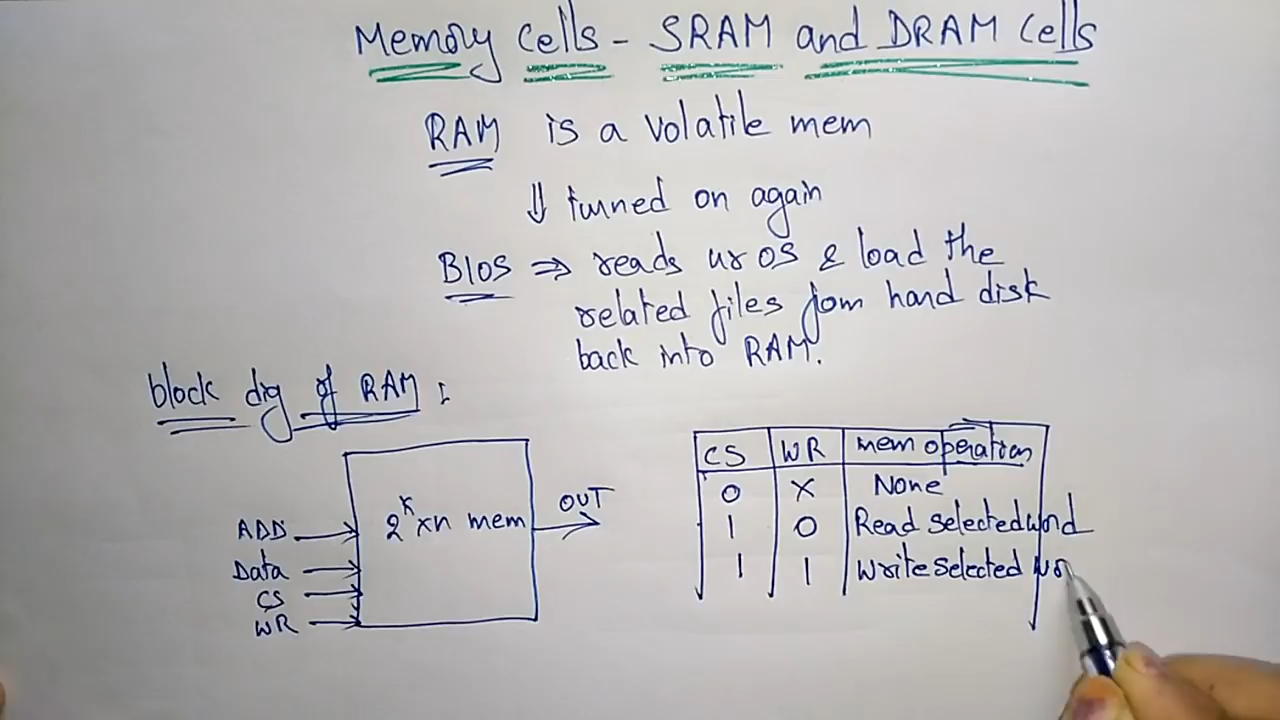 Memory Cells - SRAM and DRAM Cells
RAM is a volatile mem
⇓ turned on again
BIOS ⇒ reads ur OS & load the
related files from hard disk
back into RAM.
block dig of RAM :
2^k xn mem
OUT
ADD
Data
CS
WR
CS WR mem operation
0 X None
1 0 Read selected word
1 1 Write selected wo